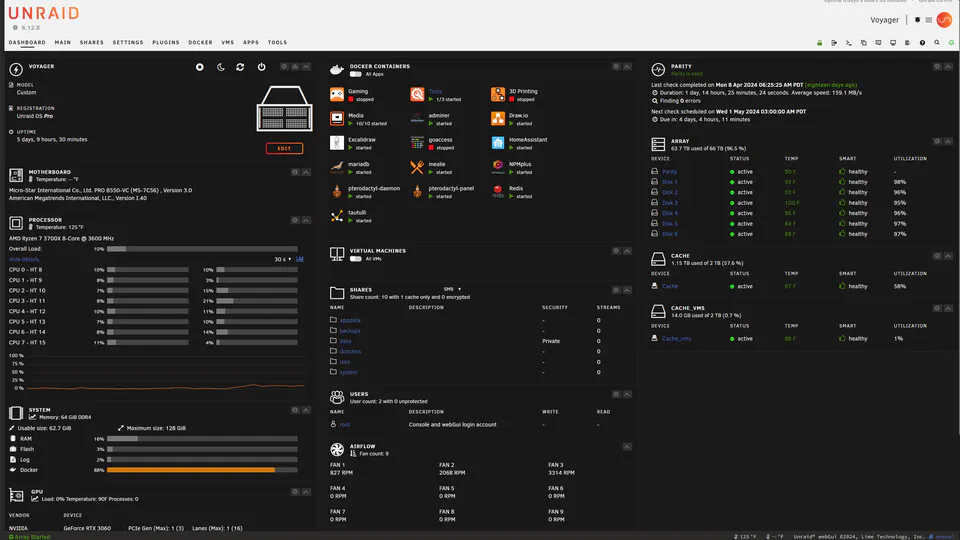 UNRAID
6.12.8
Voyager
DASHBOARD MAIN SHARES SETTINGS PLUGINS DOCKER VMS APPS TOOLS
VOYAGER
MODEL
Custom
REGISTRATION
Unraid OS Pro
UPTIME
5 days, 9 hours, 30 minutes
EDIT
MOTHERBOARD
Temperature: -- °F
Micro-Star International Co., Ltd. PRO B550-VC (MS-7C56) , Version 3.0
American Megatrends International, LLC., Version 1.40
PROCESSOR
Temperature: 125 °F
AMD Ryzen 7 3700X 8-Core @ 3600 MHz
Overall Load: 10%
Hide details 30 s
CPU 0 - HT 8 10% 10%
CPU 1 - HT 9 8% 3%
CPU 2 - HT 10 7% 15%
CPU 3 - HT 11 8% 21%
CPU 4 - HT 12 10% 11%
CPU 5 - HT 13 7% 10%
CPU 6 - HT 14 8% 14%
CPU 7 - HT 15 11% 4%
100 %
75 %
50 %
25 %
0 %
SYSTEM
Memory: 64 GiB DDR4
Usable size: 62.7 GiB Maximum size: 128 GiB
RAM 16%
Flash 3%
Log 2%
Docker 88%
GPU
Load: 0% Temperature: 90F Processes: 0
VENDOR DEVICE
NVIDIA GeForce RTX 3060 PCIe Gen (Max): 1 (3) Lanes (Max): 1 (16)
DOCKER CONTAINERS
All Apps
Gaming
stopped
Tools
1/3 started
3D Printing
stopped
Media
10/10 started
adminer
started
Draw.io
started
Excalidraw
started
goaccess
stopped
HomeAssistant
started
mariadb
started
mealie
started
NPMplus
started
pterodactyl-daemon
started
pterodactyl-panel
started
Redis
started
tautulli
started
VIRTUAL MACHINES
All VMs
SHARES SMB
Share count: 10 with 1 cache only and 0 encrypted
NAME DESCRIPTION SECURITY STREAMS
appdata - 0
backups - 0
data Private 0
domains - 0
isos - 0
system - 0
USERS
User count: 2 with 0 unprotected
NAME DESCRIPTION WRITE READ
root Console and webGui login account - -
AIRFLOW
Fan count: 9
FAN 1 FAN 2 FAN 3
827 RPM 2068 RPM 3314 RPM
FAN 4 FAN 5 FAN 6
0 RPM 0 RPM 0 RPM
FAN 7 FAN 8 FAN 9
0 RPM 0 RPM 0 RPM
PARITY
Parity is valid
Last check completed on Mon 8 Apr 2024 06:25:25 AM PDT (eighteen days ago)
Duration: 1 day, 14 hours, 25 minutes, 24 seconds. Average speed: 159.1 MB/s
Finding 0 errors
Next check scheduled on Wed 1 May 2024 03:00:00 AM PDT
Due in: 4 days, 4 hours, 11 minutes
ARRAY
63.7 TB used of 66 TB (96.5 %)
DEVICE STATUS TEMP SMART UTILIZATION
Parity active 90 F healthy -
Disk 1 active 93 F healthy 98%
Disk 2 active 91 F healthy 96%
Disk 3 active 100 F healthy 95%
Disk 4 active 95 F healthy 96%
Disk 5 active 84 F healthy 97%
Disk 6 active 88 F healthy 97%
CACHE
1.15 TB used of 2 TB (57.6 %)
DEVICE STATUS TEMP SMART UTILIZATION
Cache active 97 F healthy 58%
CACHE_VMS
14.0 GB used of 2 TB (0.7 %)
DEVICE STATUS TEMP SMART UTILIZATION
Cache_vms active 88 F healthy 1%
Array Started 125 °F -- °F Unraid® webGui ©2024, Lime Technology, Inc. manual